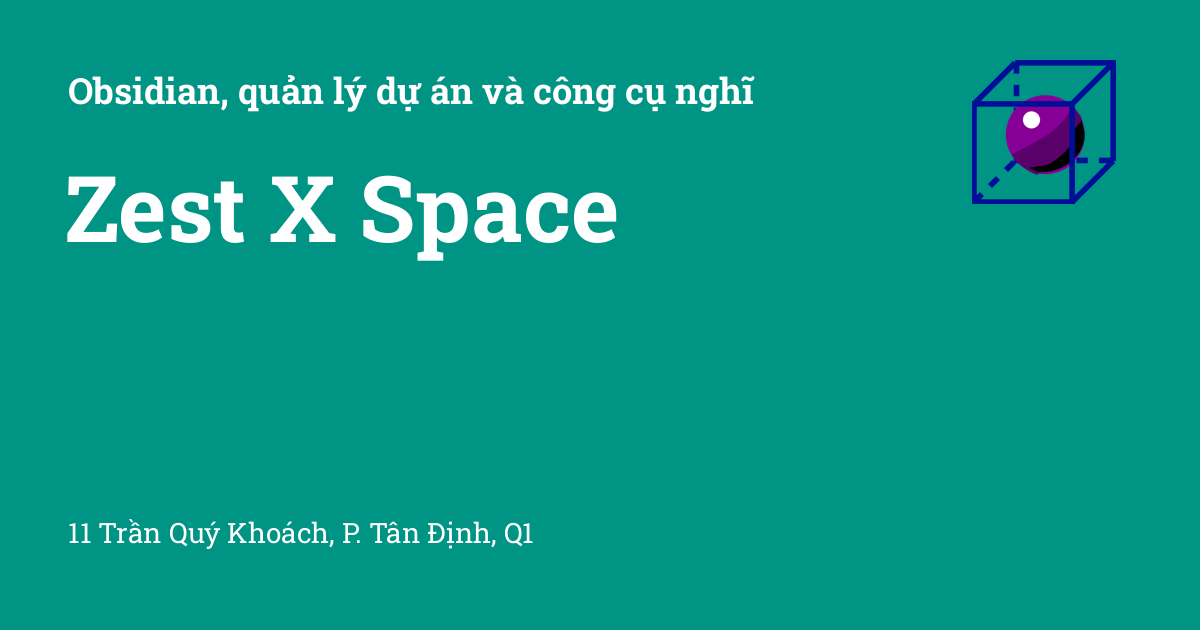 Obsidian, quản lý dự án và công cụ nghĩ
Zest X Space
11 Trần Quý Khoách, P. Tân Định, Q1